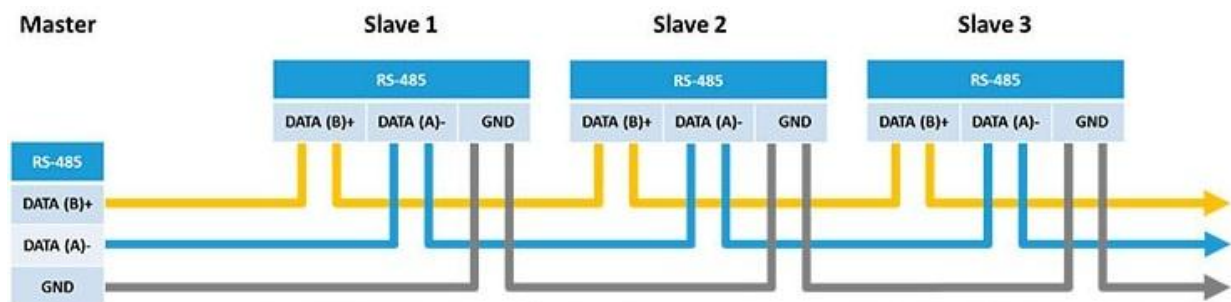 Master Slave 1 Slave 2 Slave 3
RS-485 RS-485 RS-485
DATA (B)+ DATA (A)- GND DATA (B)+ DATA (A)- GND DATA (B)+ DATA (A)- GND
RS-485
DATA (B)+
DATA (A)-
GND